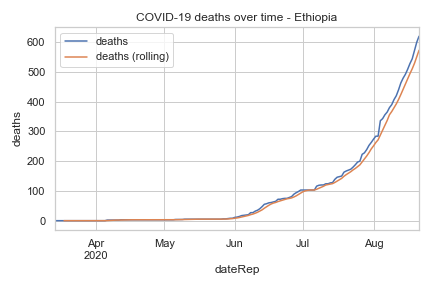 COVID-19 deaths over time - Ethiopia
deaths
deaths (rolling)
600
500
400
300
200
100
0
deaths
Apr
2020
May
Jun
Jul
Aug
dateRep